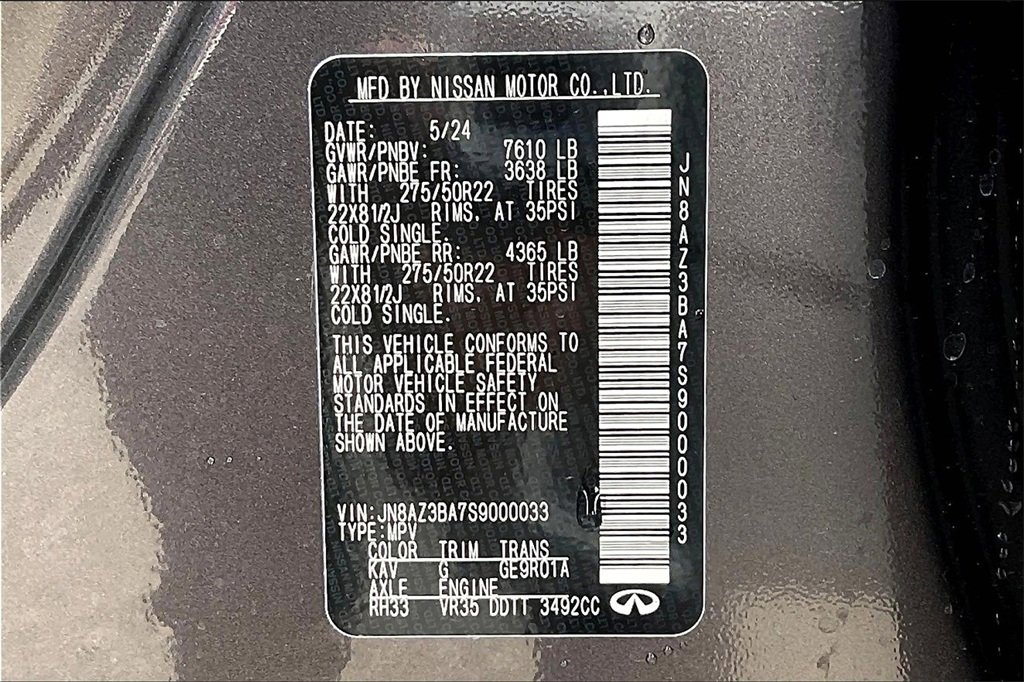 MFD BY NISSAN MOTOR CO.,LTD.
DATE: 5/24
GVWR/PNBV: 7610 LB
GAWR/PNBE FR: 3638 LB
WITH 275/50R22 TIRES
22X81/2J RIMS, AT 35PSI
COLD SINGLE.
GAWR/PNBE RR: 4365 LB
WITH 275/50R22 TIRES
22X81/2J RIMS, AT 35PSI
COLD SINGLE.
THIS VEHICLE CONFORMS TO
ALL APPLICABLE FEDERAL
MOTOR VEHICLE SAFETY
STANDARDS IN EFFECT ON
THE DATE OF MANUFACTURE
SHOWN ABOVE.
VIN:JN8AZ3BA7S9000033
TYPE:MPV
COLOR TRIM TRANS
KAV G GE9R01A
AXLE ENGINE
RH33 VR35 DDTT 3492CC
JN8AZ3BA7S9000033